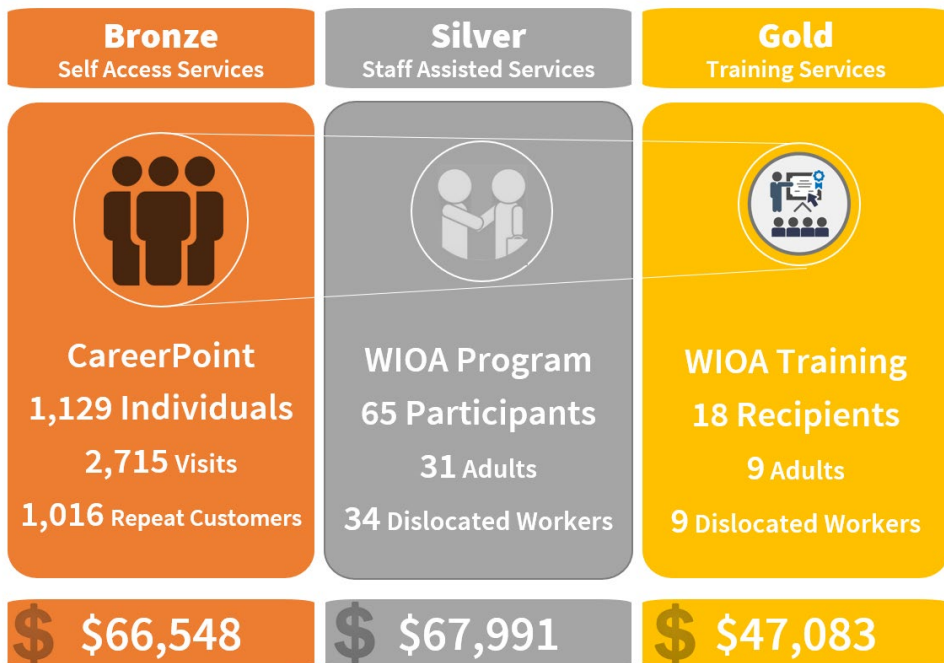 Bronze
Self Access Services
CareerPoint
1,129 Individuals
2,715 Visits
1,016 Repeat Customers
$ $66,548
Silver
Staff Assisted Services
WIOA Program
65 Participants
31 Adults
34 Dislocated Workers
$ $67,991
Gold
Training Services
WIOA Training
18 Recipients
9 Adults
9 Dislocated Workers
$ $47,083